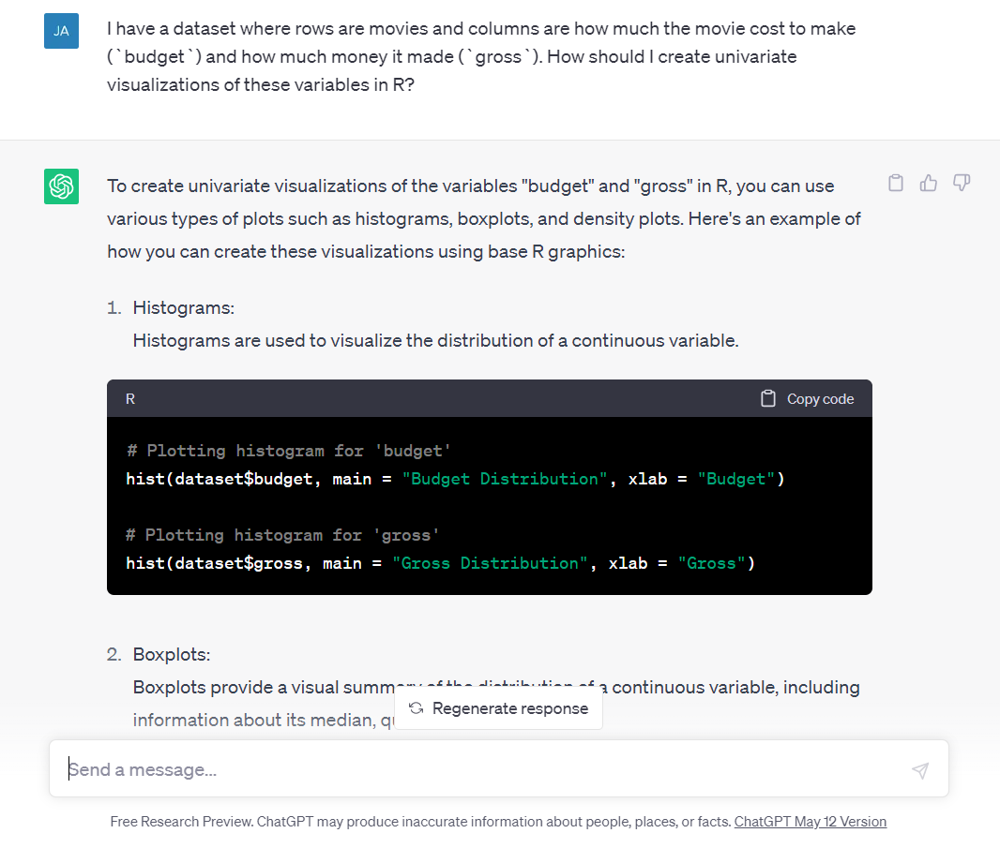 JA
I have a dataset where rows are movies and columns are how much the movie cost to make
(`budget`) and how much money it made (`gross`). How should I create univariate
visualizations of these variables in R?
To create univariate visualizations of the variables "budget" and "gross" in R, you can use
various types of plots such as histograms, boxplots, and density plots. Here's an example of
how you can create these visualizations using base R graphics:
1. Histograms:
Histograms are used to visualize the distribution of a continuous variable.
R Copy code
# Plotting histogram for 'budget'
hist(dataset$budget, main = "Budget Distribution", xlab = "Budget")
# Plotting histogram for 'gross'
hist(dataset$gross, main = "Gross Distribution", xlab = "Gross")
2. Boxplots:
Boxplots provide a visual summary of the distribution of a continuous variable, including
information about its median,
Regenerate response
Send a message...
Free Research Preview. ChatGPT may produce inaccurate information about people, places, or facts. ChatGPT May 12 Version